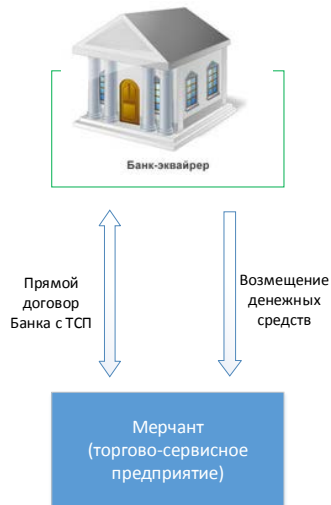 Банк-эквайрер
Прямой
договор
Банка с ТСП
Возмещение
денежных
средств
Мерчант
(торгово-сервисное
предприятие)